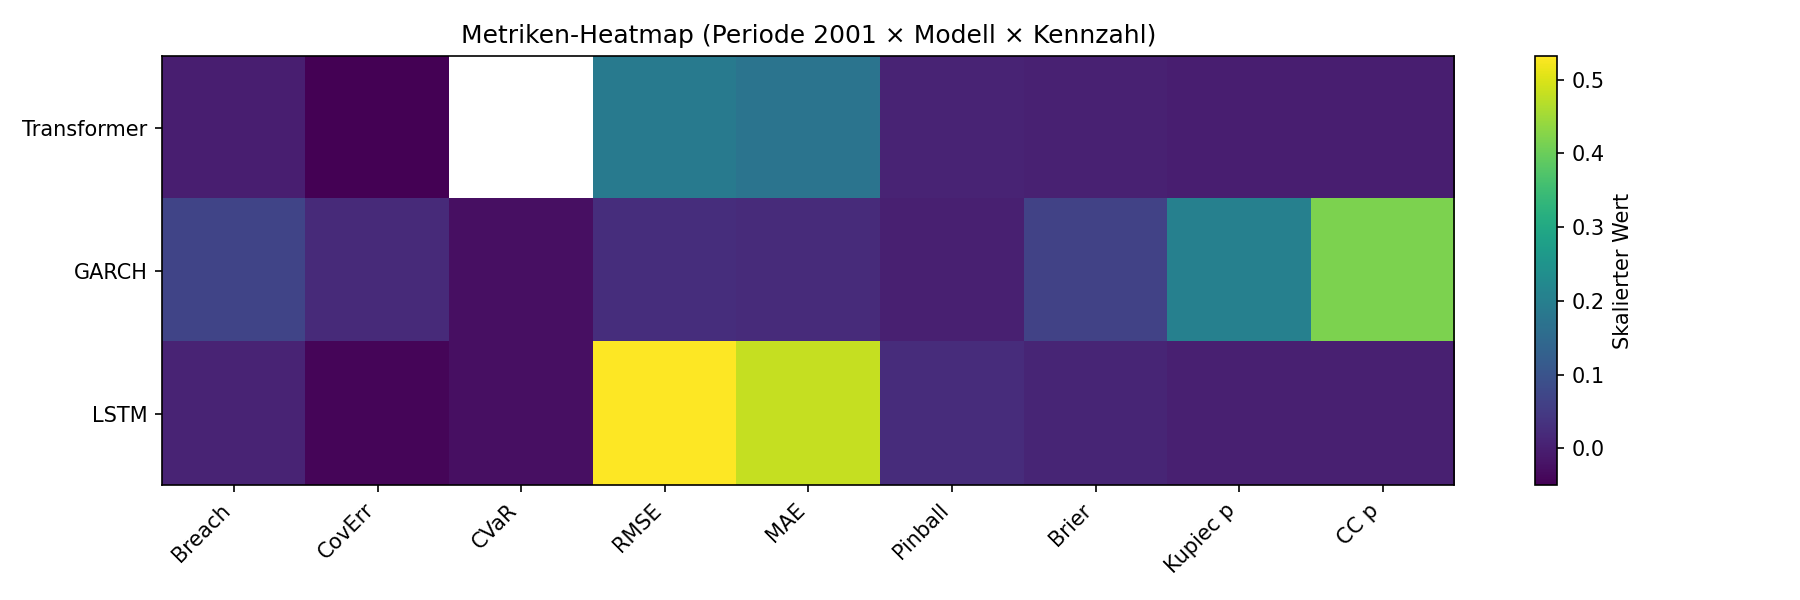 Metriken-Heatmap (Periode 2001 × Modell × Kennzahl)
Transformer
GARCH
LSTM
Breach
CovErr
CVaR
RMSE
MAE
Pinball
Brier
Kupiec p
CC p
0.5
0.4
0.3
0.2
0.1
0.0
Skalierter Wert